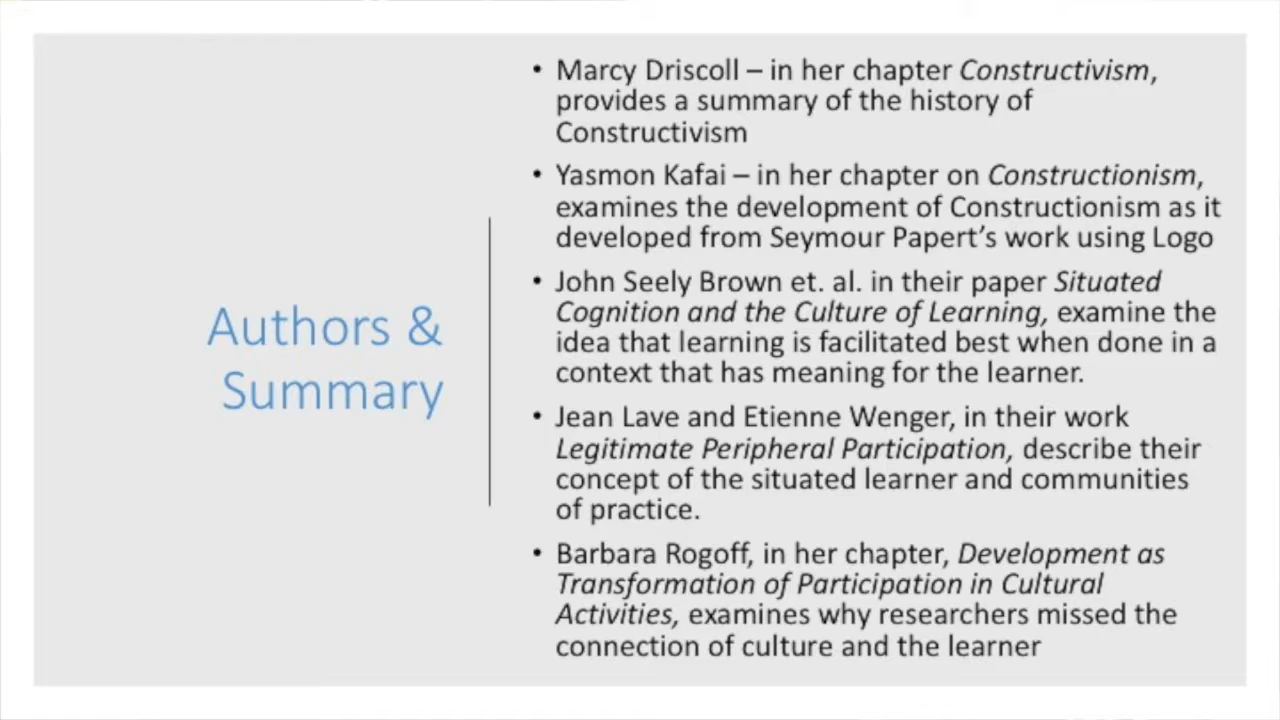 Authors &
Summary
• Marcy Driscoll – in her chapter Constructivism,
provides a summary of the history of
Constructivism
• Yasmon Kafai – in her chapter on Constructionism,
examines the development of Constructionism as it
developed from Seymour Papert’s work using Logo
• John Seely Brown et. al. in their paper Situated
Cognition and the Culture of Learning, examine the
idea that learning is facilitated best when done in a
context that has meaning for the learner.
• Jean Lave and Etienne Wenger, in their work
Legitimate Peripheral Participation, describe their
concept of the situated learner and communities
of practice.
• Barbara Rogoff, in her chapter, Development as
Transformation of Participation in Cultural
Activities, examines why researchers missed the
connection of culture and the learner